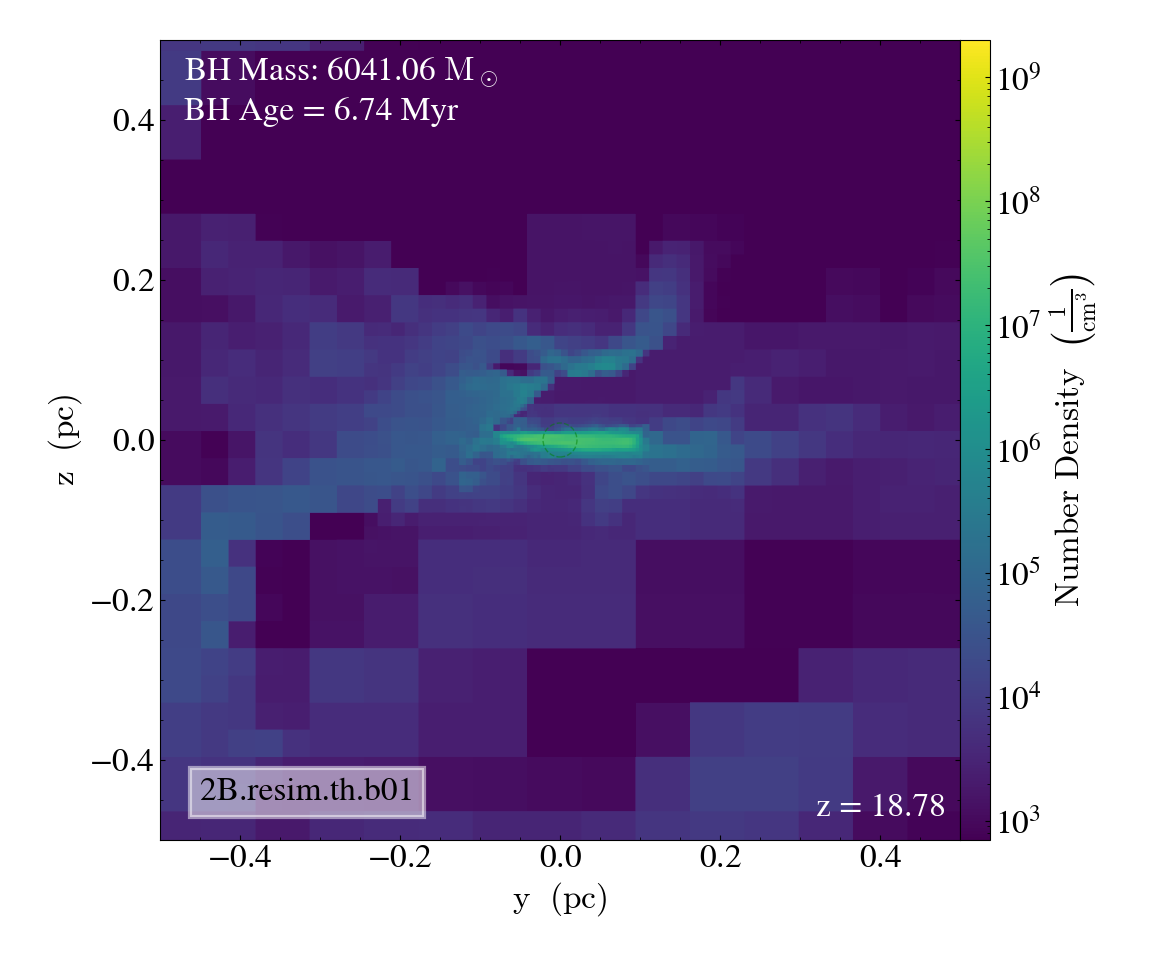 BH Mass: 6041.06 M⊙
BH Age = 6.74 Myr
0.4
0.2
0.0
−0.2
−0.4
z (pc)
2B.resim.th.b01
z = 18.78
−0.4 −0.2 0.0 0.2 0.4
y (pc)
10⁹
10⁸
10⁷
10⁶
10⁵
10⁴
10³
Number Density (1/cm³)